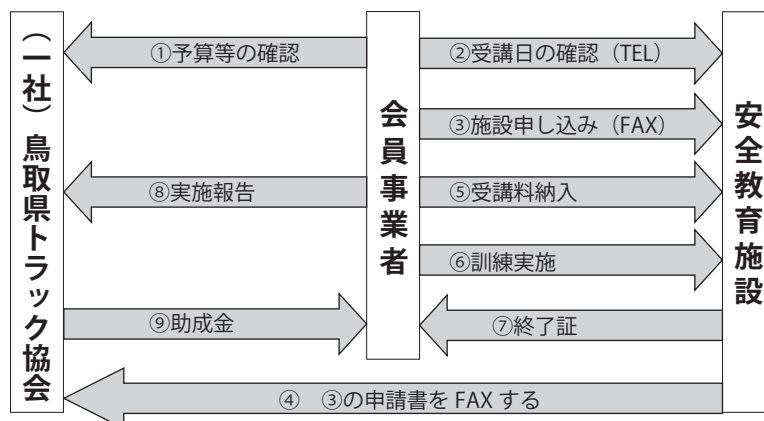 （一社）鳥取県トラック協会
会員事業者
安全教育施設
①予算等の確認
②受講日の確認（TEL）
③施設申し込み（FAX）
⑧実施報告
⑤受講料納入
⑥訓練実施
⑨助成金
⑦終了証
④　③の申請書を FAX する